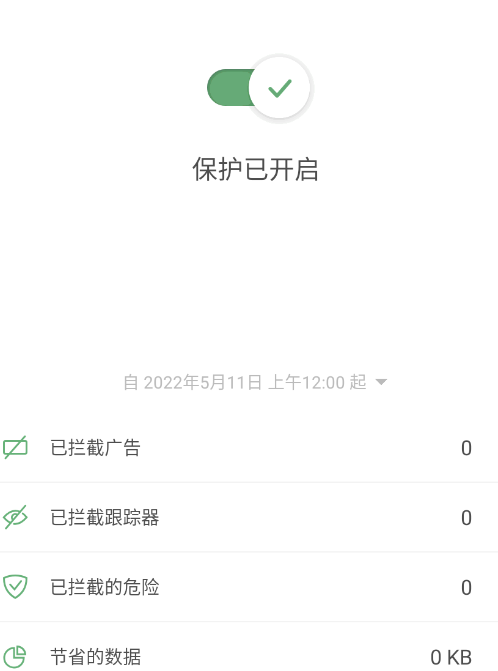 保护已开启
自 2022年5月11日 上午12:00 起
已拦截广告 0
已拦截跟踪器 0
已拦截的危险 0
节省的数据 0 KB